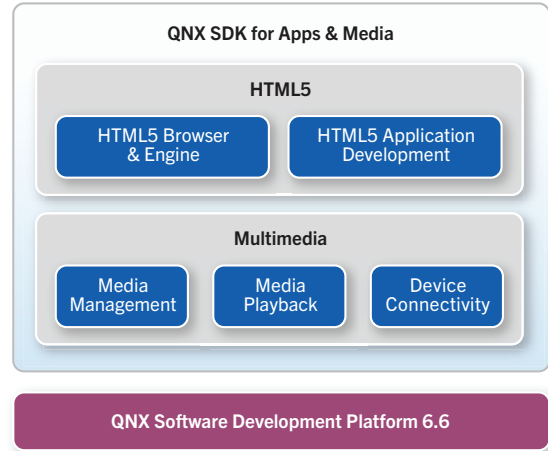 QNX SDK for Apps & Media
HTML5
HTML5 Browser
& Engine
HTML5 Application
Development
Multimedia
Media
Management
Media
Playback
Device
Connectivity
QNX Software Development Platform 6.6